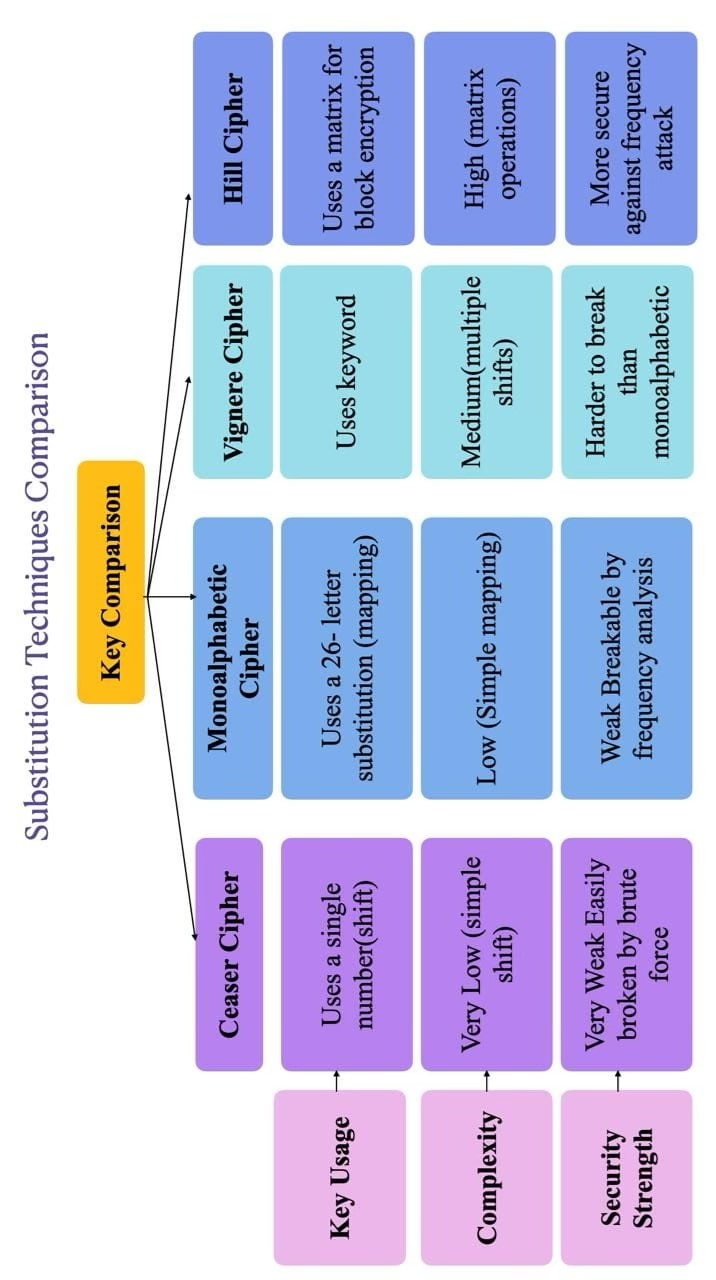 Substitution Techniques Comparison
Key Comparison
Ceaser Cipher
Monoalphabetic
Cipher
Vignere Cipher
Hill Cipher
Key Usage
Uses a single
number(shift)
Uses a 26- letter
substitution (mapping)
Uses keyword
Uses a matrix for
block encryption
Complexity
Very Low (simple
shift)
Low (Simple mapping)
Medium(multiple
shifts)
High (matrix
operations)
Security
Strength
Very Weak Easily
broken by brute
force
Weak Breakable by
frequency analysis
Harder to break
than
monoalphabetic
More secure
against frequency
attack